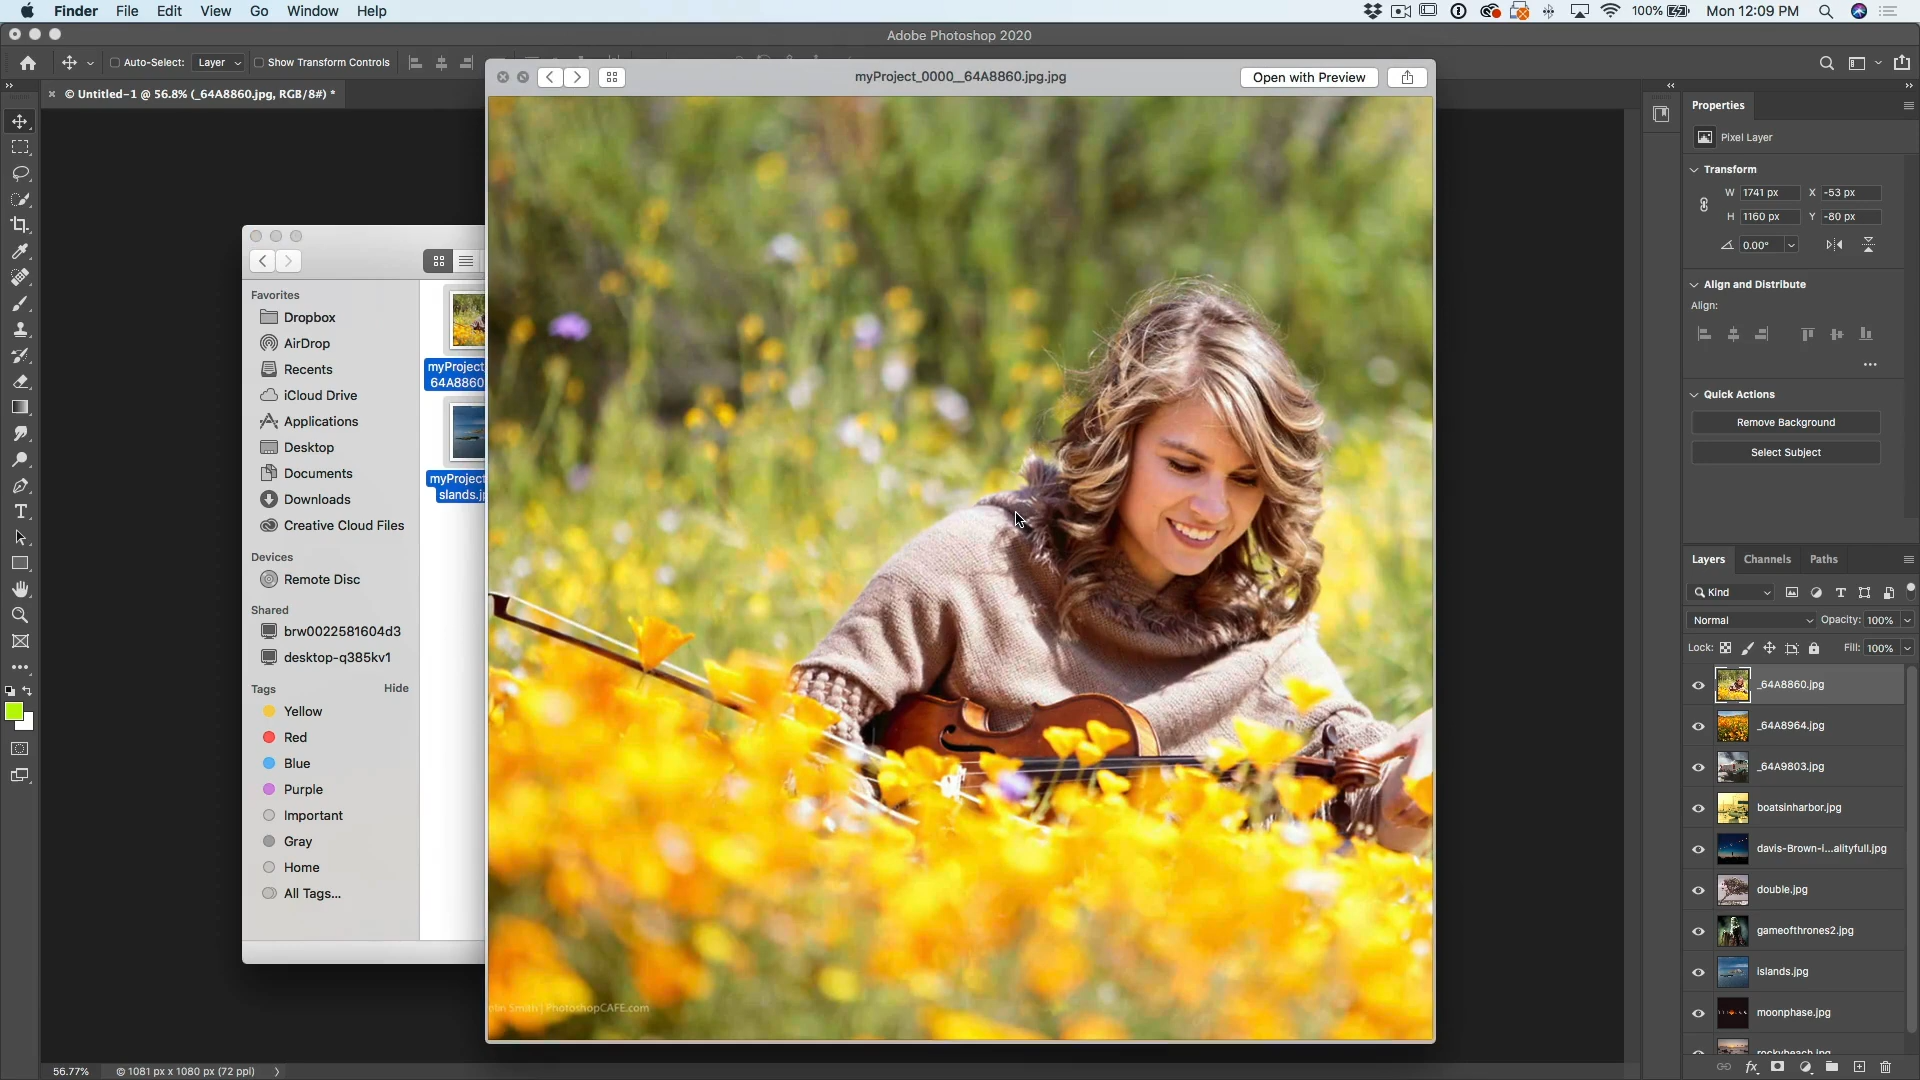 Finder File Edit View Go Window Help
100% Mon 12:09 PM
Adobe Photoshop 2020
Auto-Select: Layer Show Transform Controls
© Untitled-1 @ 56.8% (_64A8860.jpg, RGB/8#) *
myProject_0000__64A8860.jpg.jpg
Open with Preview
Favorites
Dropbox
AirDrop
Recents
iCloud Drive
Applications
Desktop
Documents
Downloads
Creative Cloud Files
Devices
Remote Disc
Shared
brw0022581604d3
desktop-q385kv1
Tags Hide
Yellow
Red
Blue
Purple
Important
Gray
Home
All Tags...
myProject
64A8860
myProject
slands.j
Smith | PhotoshopCAFE.com
Properties
Pixel Layer
Transform
W 1741 px X -53 px
H 1160 px Y -80 px
0.00°
Align and Distribute
Align:
Quick Actions
Remove Background
Select Subject
Layers Channels Paths
Kind
Normal Opacity: 100%
Lock: Fill: 100%
_64A8860.jpg
_64A8964.jpg
_64A9803.jpg
boatsinharbor.jpg
davis-Brown-i...alityfull.jpg
double.jpg
gameofthrones2.jpg
islands.jpg
moonphase.jpg
rockybeach.jpg
56.77% © 1081 px x 1080 px (72 ppi)